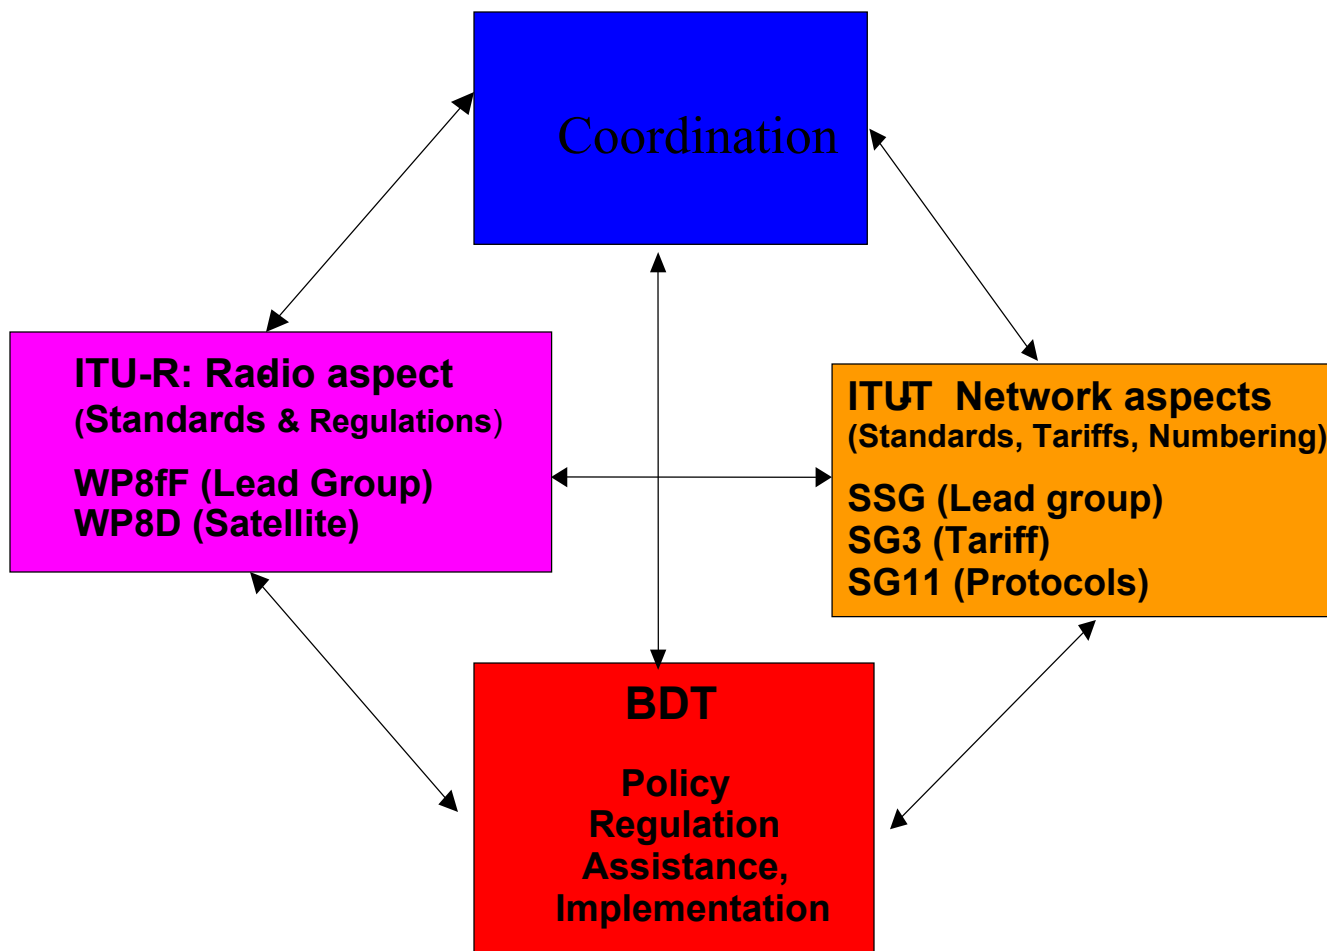 Coordination
ITU-R: Radio aspect
(Standards & Regulations)
WP8fF (Lead Group)
WP8D (Satellite)
ITU-T Network aspects
(Standards, Tariffs, Numbering)
SSG (Lead group)
SG3 (Tariff)
SG11 (Protocols)
BDT
Policy
Regulation
Assistance,
Implementation